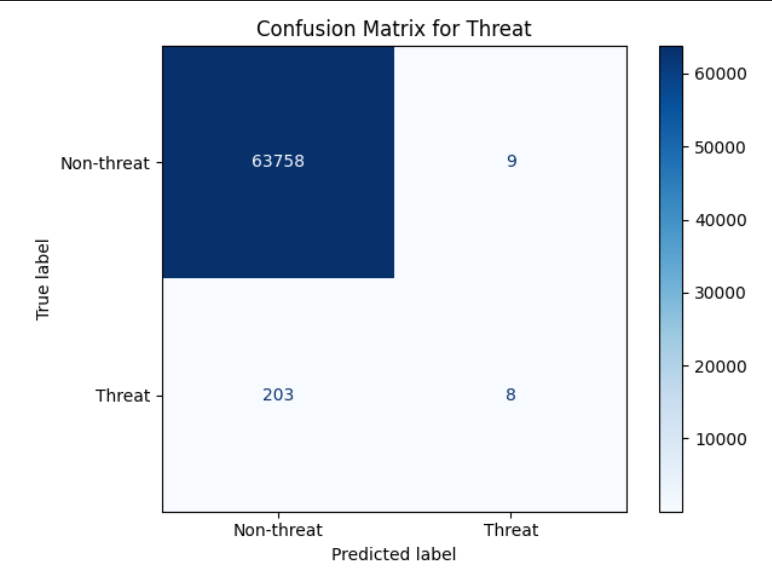 Confusion Matrix for Threat
True label
Non-threat
63758
9
Threat
203
8
Non-threat
Threat
Predicted label
60000
50000
40000
30000
20000
10000